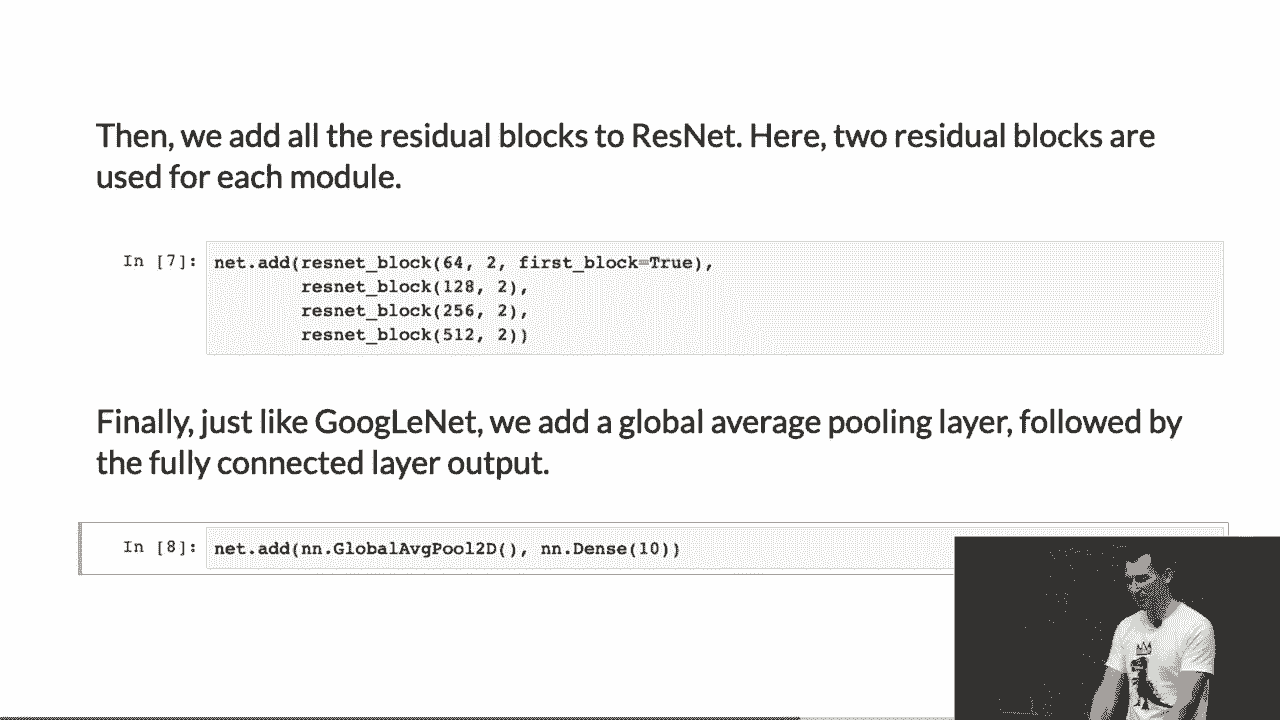 Then, we add all the residual blocks to ResNet. Here, two residual blocks are
used for each module.
In [7]: net.add(resnet_block(64, 2, first_block=True),
resnet_block(128, 2),
resnet_block(256, 2),
resnet_block(512, 2))
Finally, just like GoogLeNet, we add a global average pooling layer, followed by
the fully connected layer output.
In [8]: net.add(nn.GlobalAvgPool2D(), nn.Dense(10))